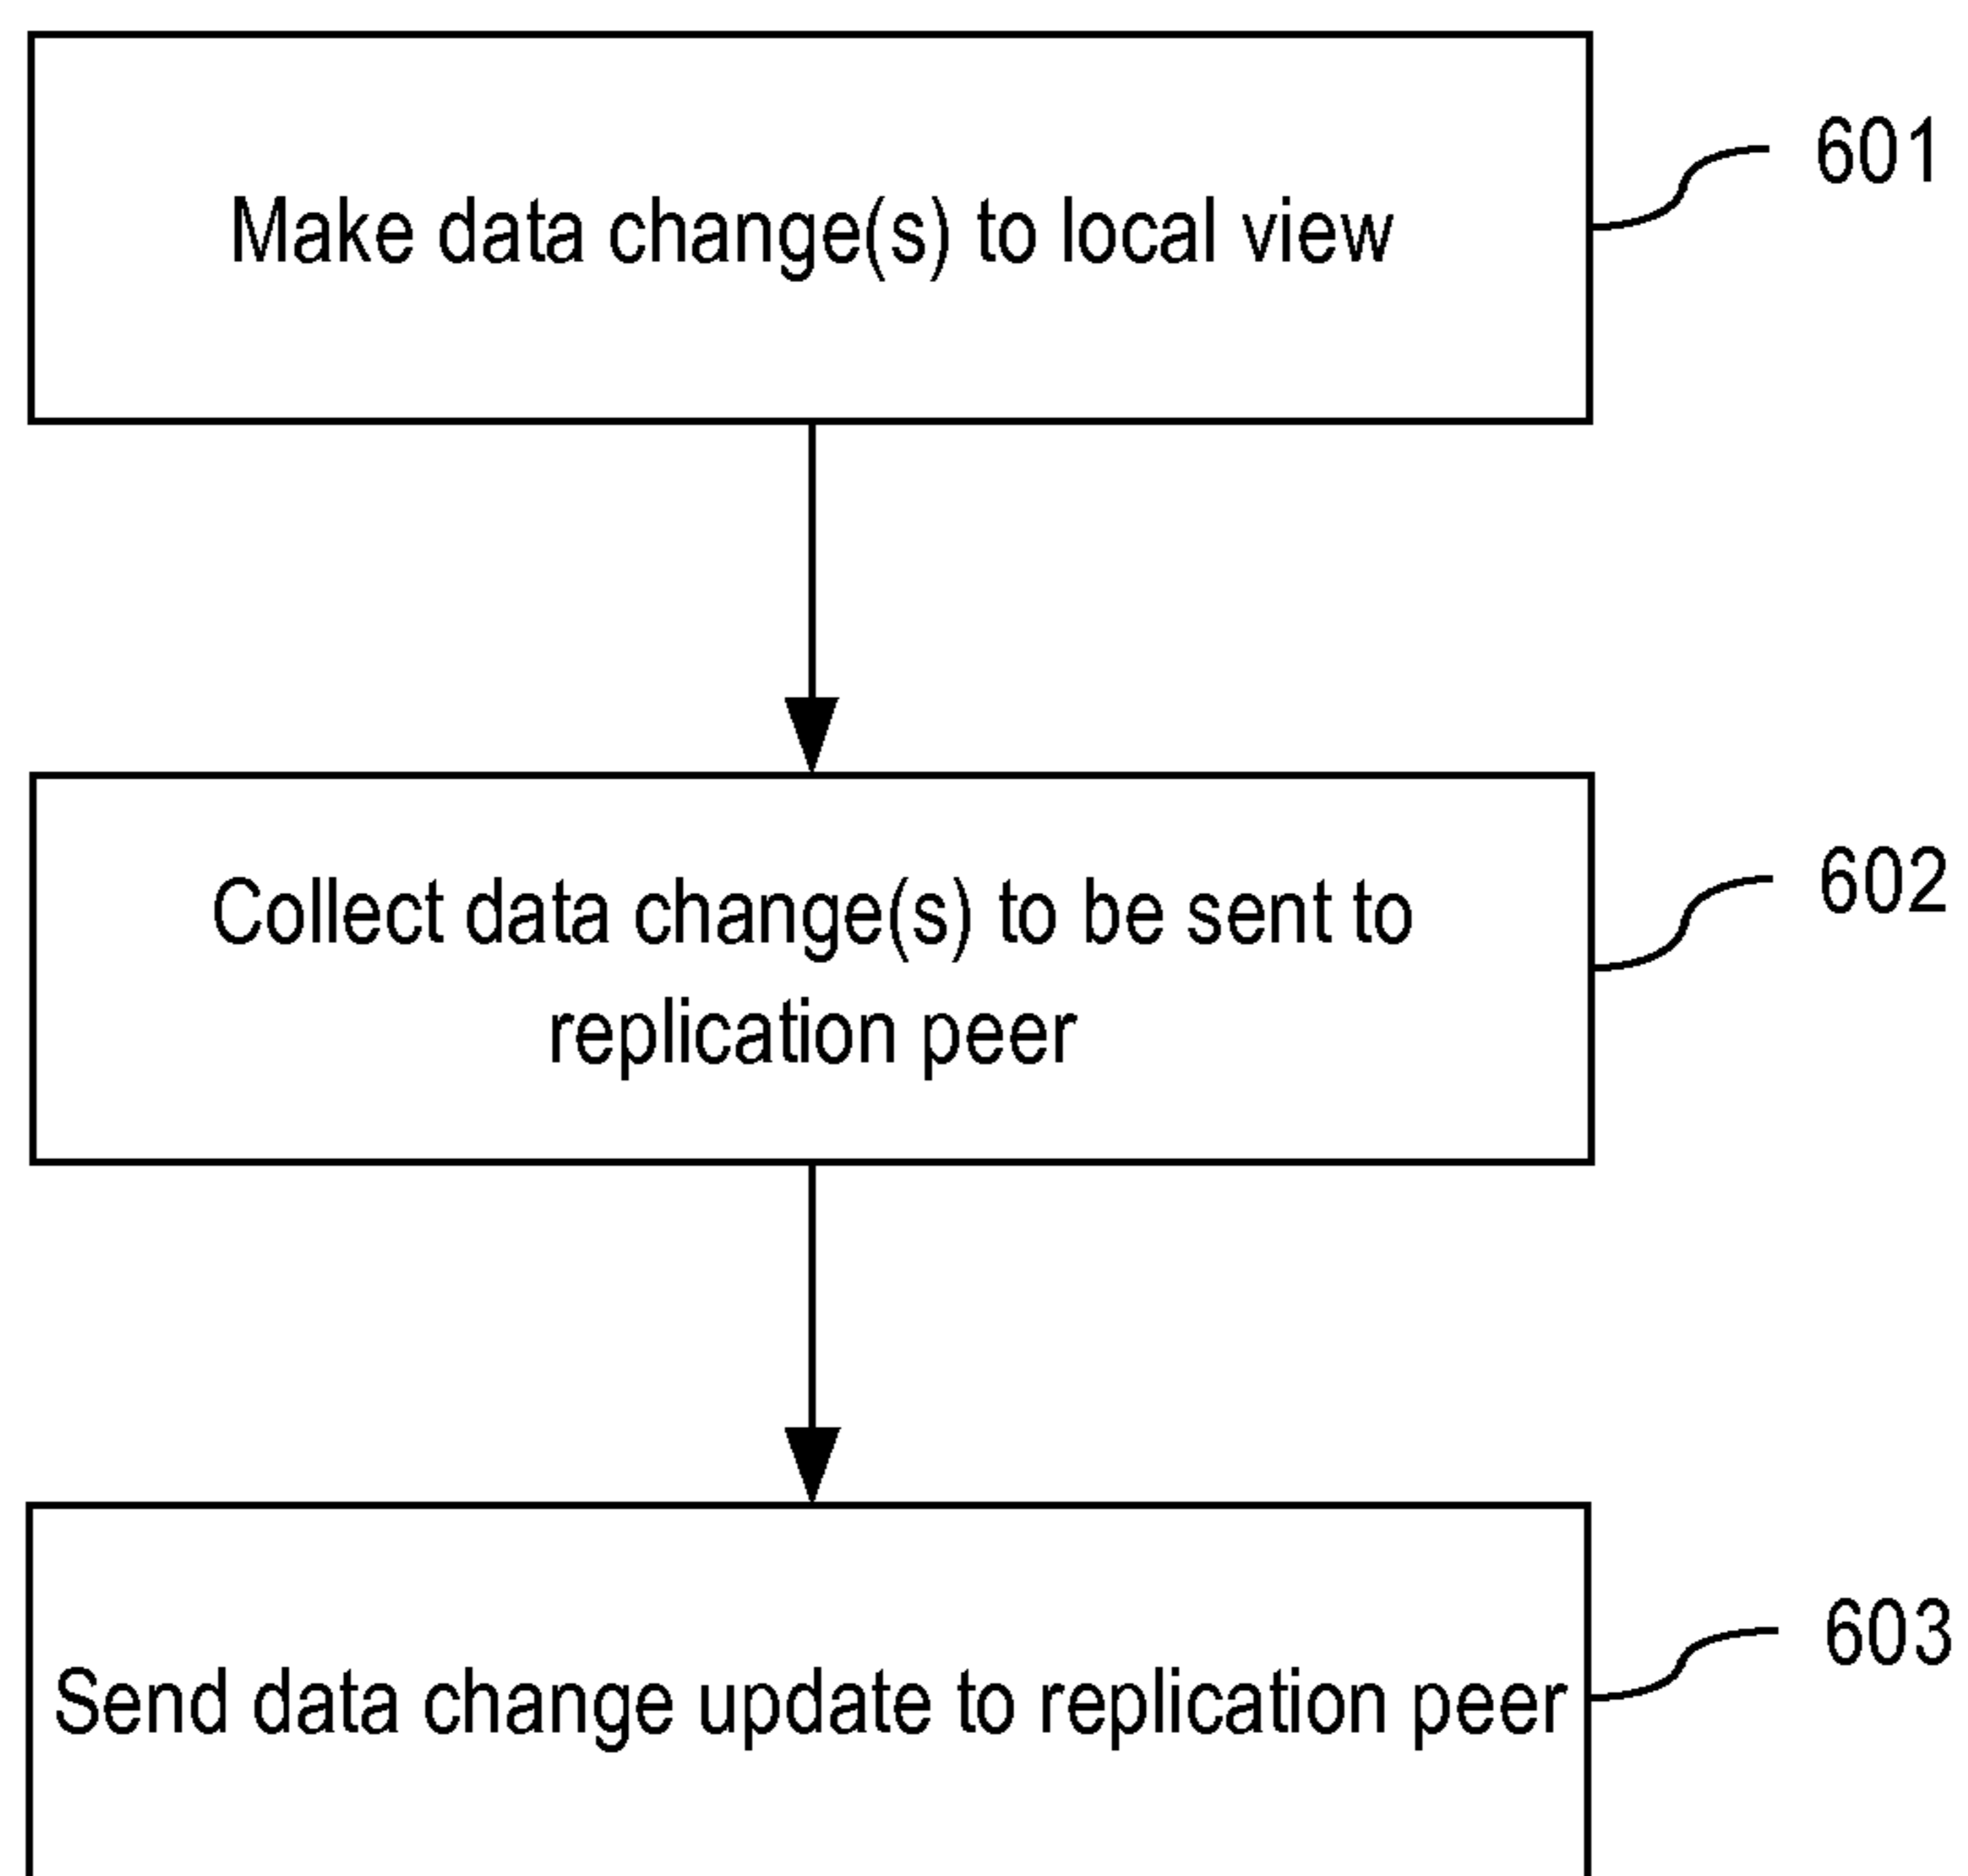 Make data change(s) to local view
601
Collect data change(s) to be sent to
replication peer
602
Send data change update to replication peer
603